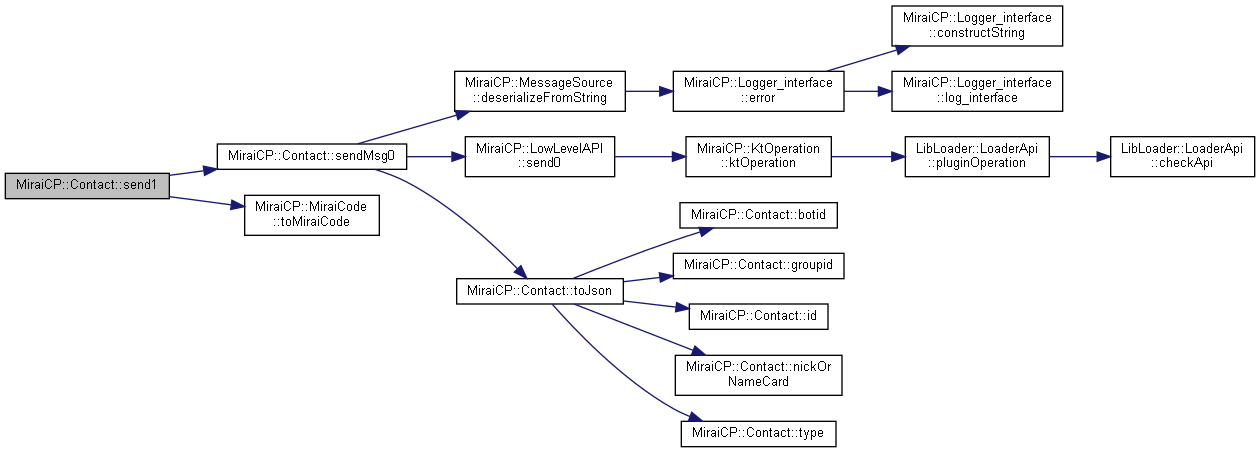 MiraiCP::Contact::send1
MiraiCP::Contact::sendMsg0
MiraiCP::MiraiCode
::toMiraiCode
MiraiCP::MessageSource
::deserializeFromString
MiraiCP::LowLevelAPI
::send0
MiraiCP::Contact::toJson
MiraiCP::Logger_interface
::error
MiraiCP::KtOperation
::ktOperation
MiraiCP::Contact::botid
MiraiCP::Contact::groupid
MiraiCP::Contact::id
MiraiCP::Contact::nickOr
NameCard
MiraiCP::Contact::type
MiraiCP::Logger_interface
::constructString
MiraiCP::Logger_interface
::log_interface
LibLoader::LoaderApi
::pluginOperation
LibLoader::LoaderApi
::checkApi